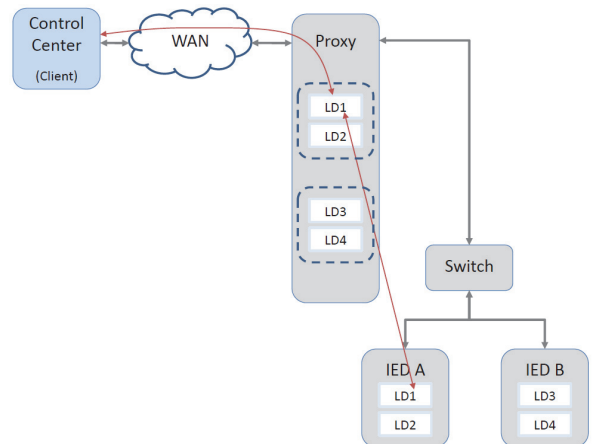 Control
Center
(Client)
WAN
Proxy
LD1
LD2
LD3
LD4
Switch
IED A
LD1
LD2
IED B
LD3
LD4